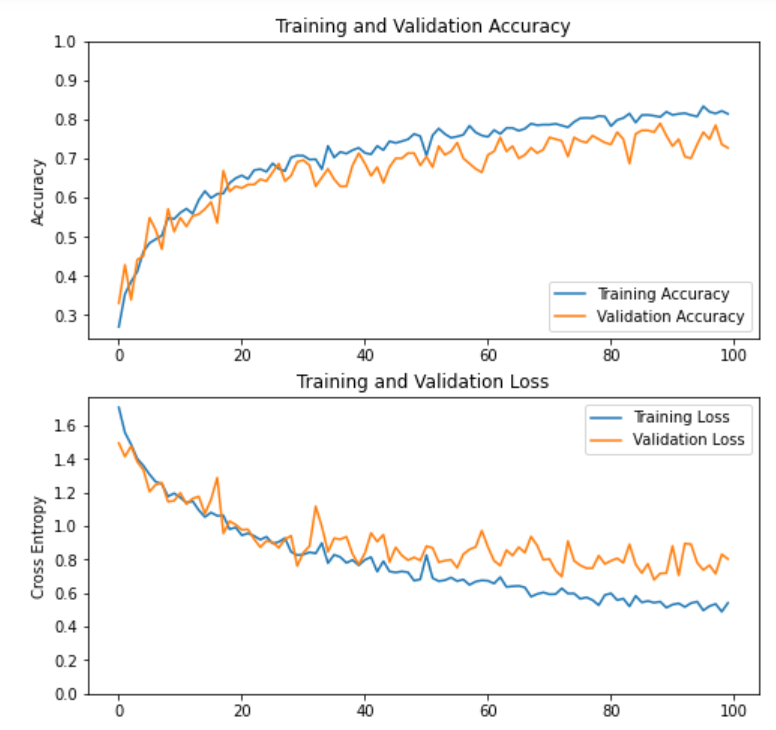 Training and Validation Accuracy
1.0
0.9
0.8
0.7
0.6
0.5
0.4
0.3
Accuracy
Training Accuracy
Validation Accuracy
0 20 40 60 80 100
Training and Validation Loss
1.6
1.4
1.2
1.0
0.8
0.6
0.4
0.2
0.0
Cross Entropy
Training Loss
Validation Loss
0 20 40 60 80 100